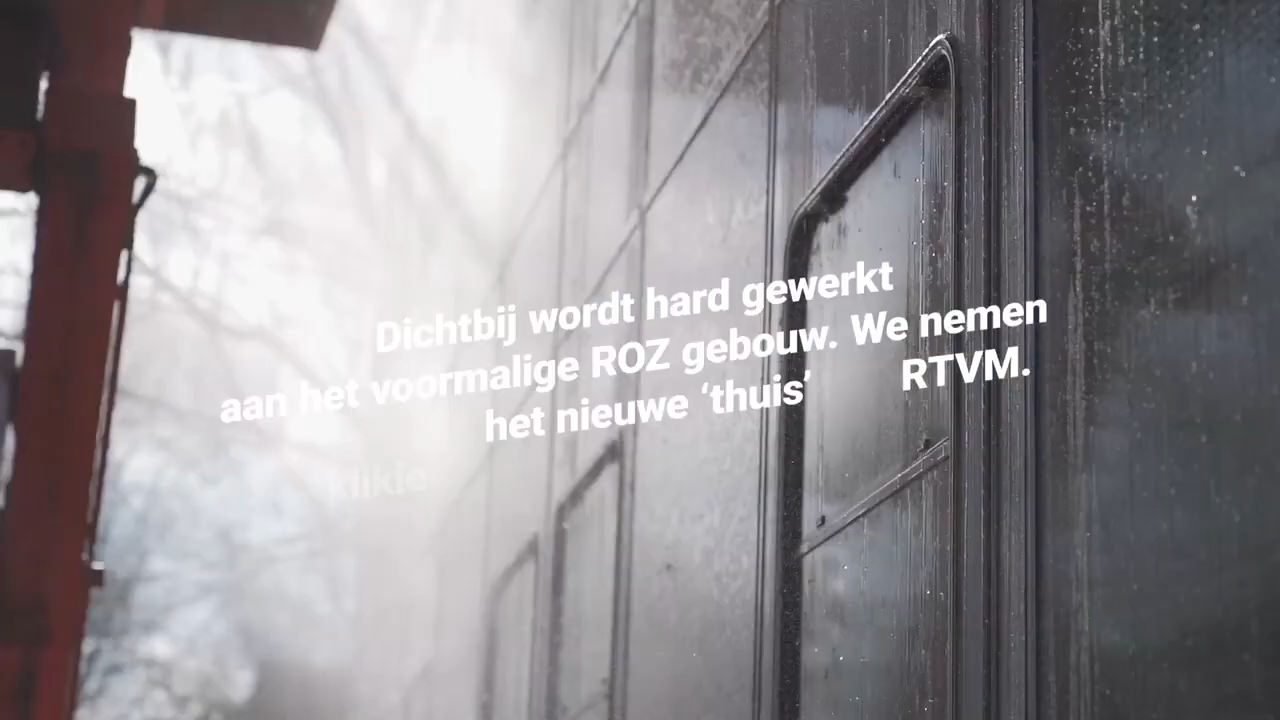 Dichtbij wordt hard gewerkt
aan het voormalige ROZ gebouw. We nemen
het nieuwe ‘thuis’ RTVM.